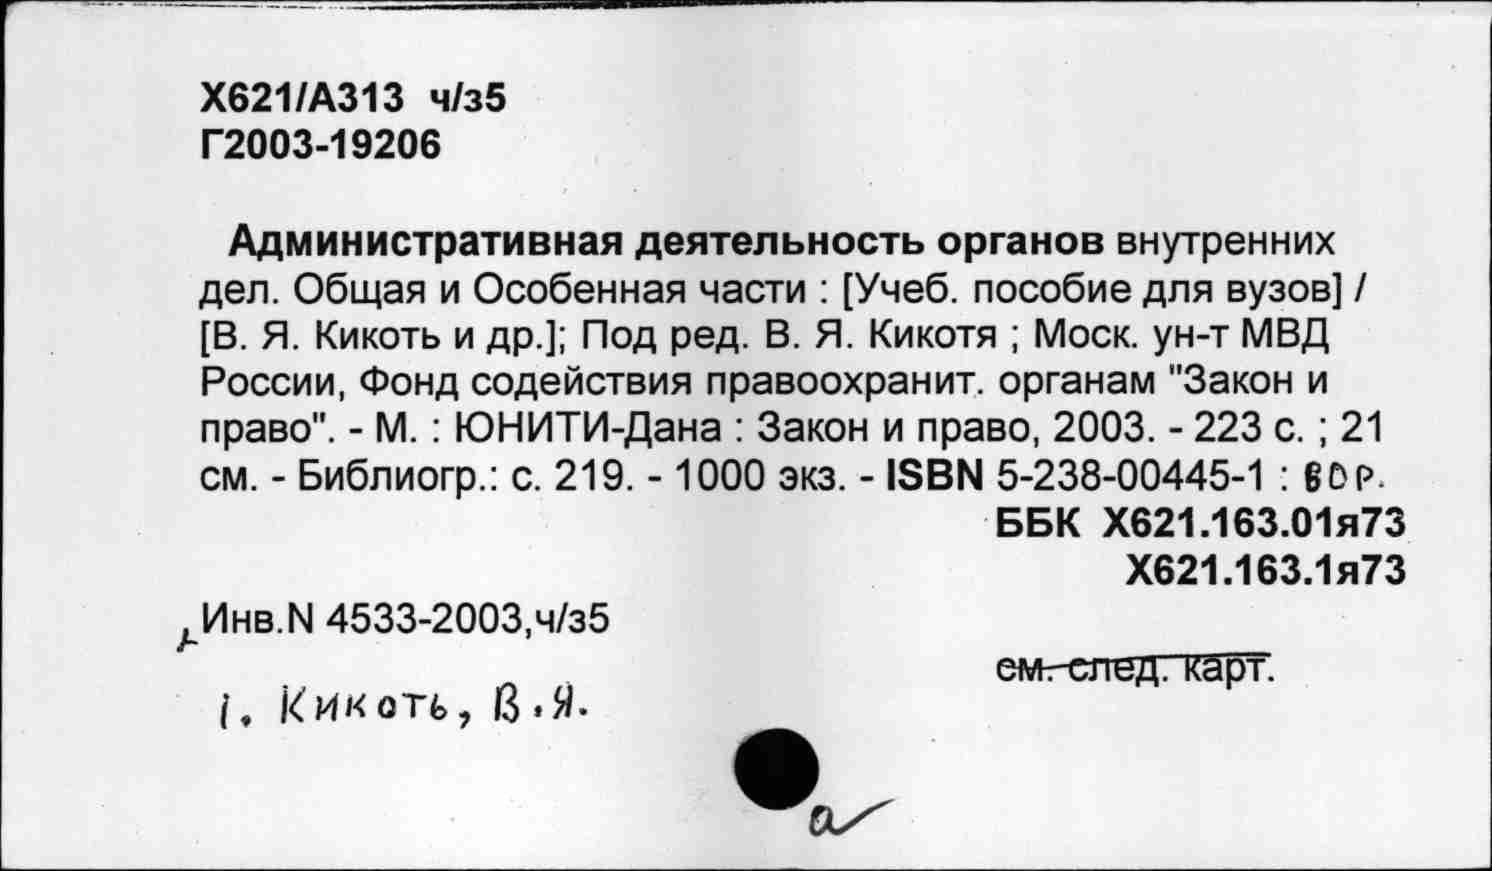 Х621/А313 ч/з5
Г2003-19206
Административная деятельность органов внутренних
дел. Общая и Особенная части : [Учеб. пособие для вузов] /
[В. Я. Кикоть и др.]; Под ред. В. Я. Кикотя ; Моск. ун-т МВД
России, Фонд содействия правоохранит. органам "Закон и
право". - М. : ЮНИТИ-Дана : Закон и право, 2003. - 223 с. ; 21
см. - Библиогр.: с. 219. - 1000 экз. - ISBN 5-238-00445-1 : р.
ББК Х621.163.01я73
Х621.163.1я73
Инв.N 4533-2003,ч/з5
см. след. карт.
1. Кикоть, В.Я.
а